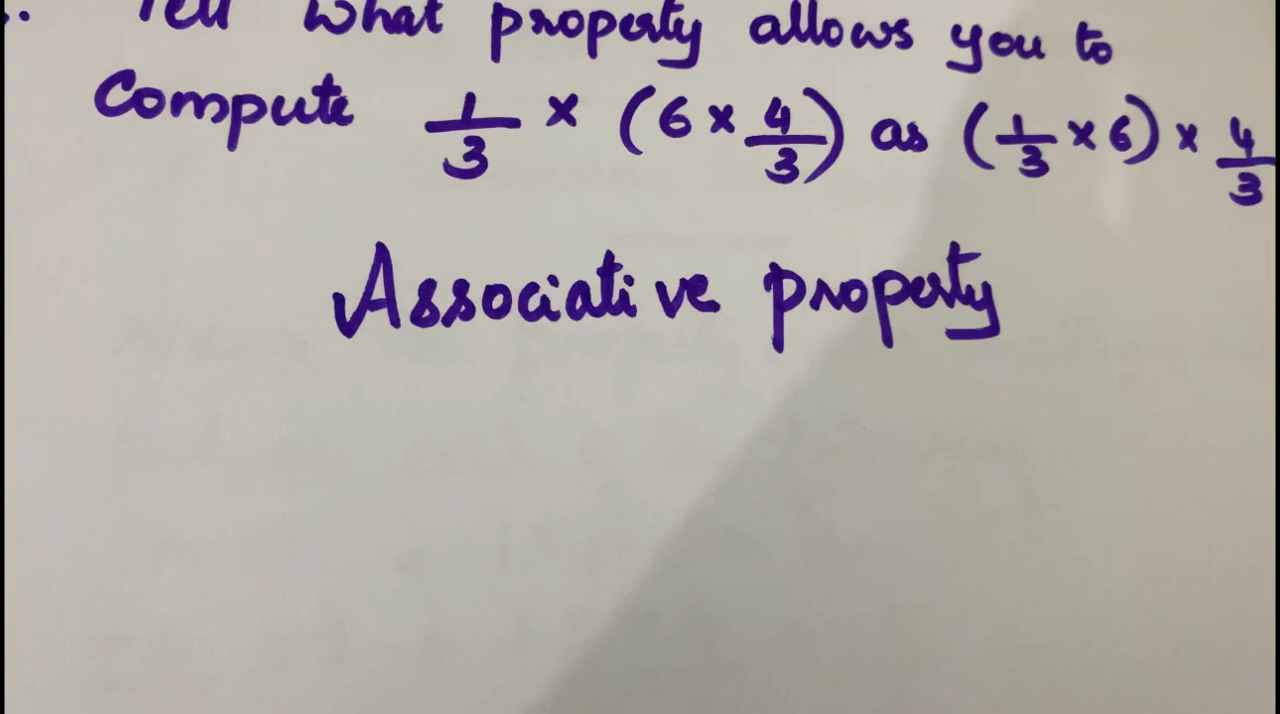 . Tell what property allows you to
Compute 1/3 × (6 × 4/3) as (1/3 × 6) × 4/3
Associative property